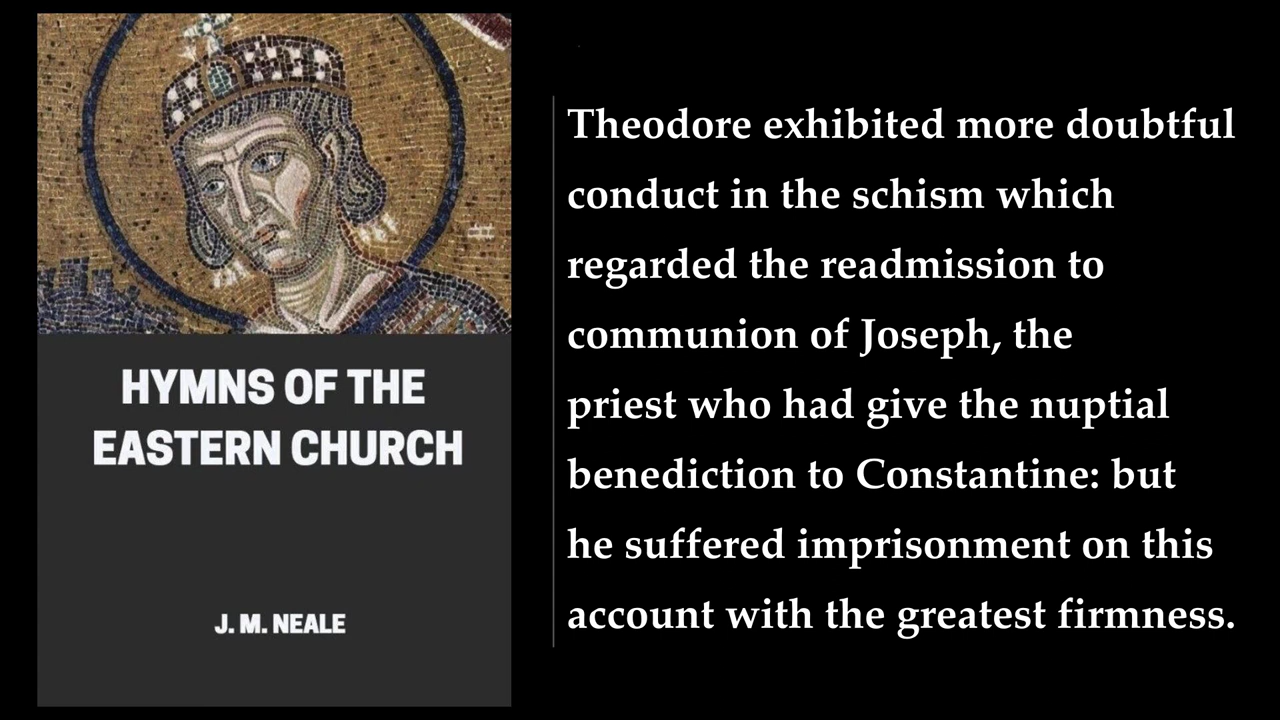 HYMNS OF THE
EASTERN CHURCH
J. M. NEALE
Theodore exhibited more doubtful
conduct in the schism which
regarded the readmission to
communion of Joseph, the
priest who had give the nuptial
benediction to Constantine: but
he suffered imprisonment on this
account with the greatest firmness.